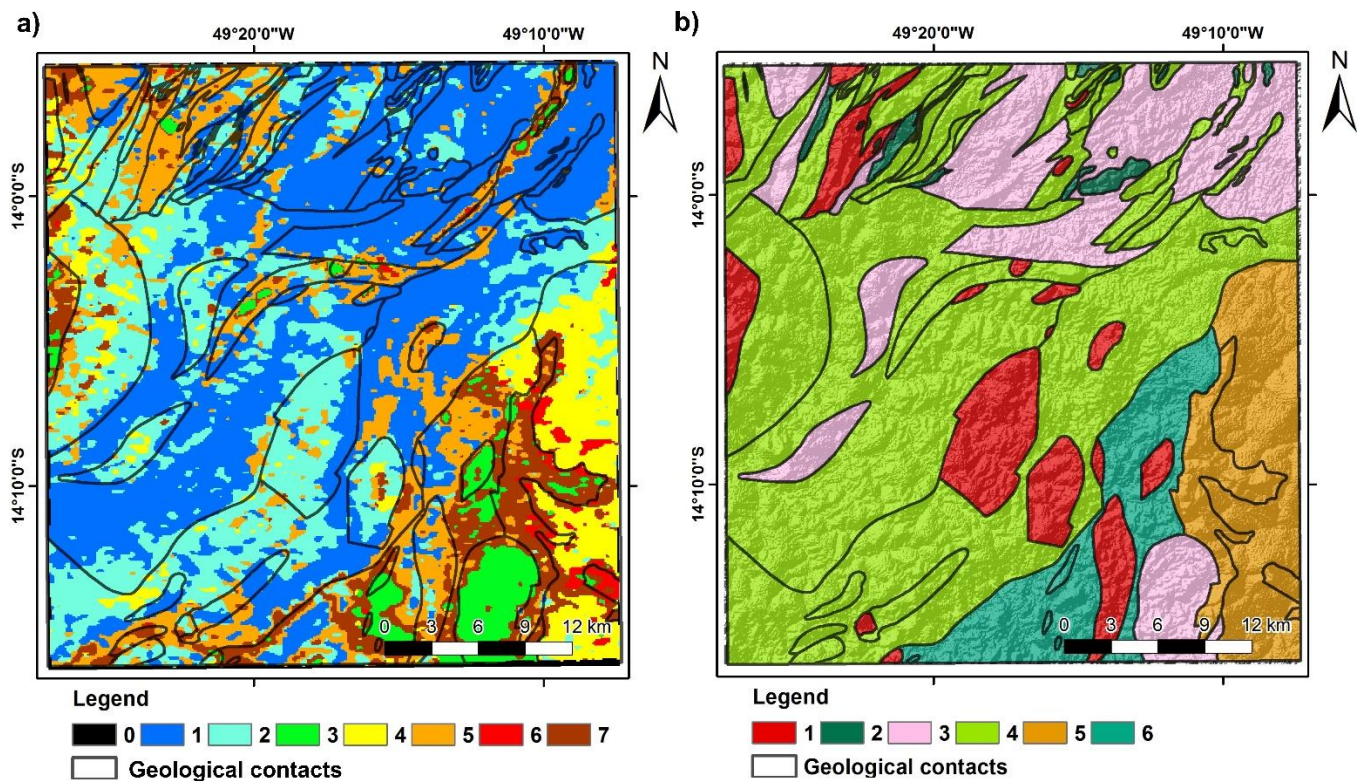 a)
49°20'0"W 49°10'0"W
N
14°0'0"S
14°10'0"S
0 3 6 9 12 km
Legend
0 1 2 3 4 5 6 7
Geological contacts
b)
49°20'0"W 49°10'0"W
N
14°0'0"S
14°10'0"S
0 3 6 9 12 km
Legend
1 2 3 4 5 6
Geological contacts